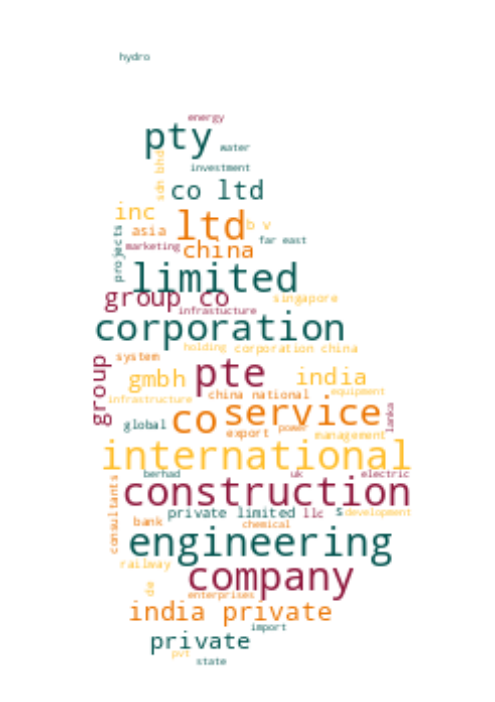 hydro
energy
pty
water
sdn bhd
investment
co ltd
inc
ltd
b v
asia
projects
far east
marketing
china
limited
group co
singapore
infrastucture
corporation
holding
corporation china
system
group
pte
gmbh
india
china national
equipment
infrastructure
co
service
lanka
global
export
power
management
international
berhad
uk
electric
consultants
construction
private limited
llc
s
development
bank
chemical
engineering
railway
company
de
enterprises
india private
import
private
pvt
state